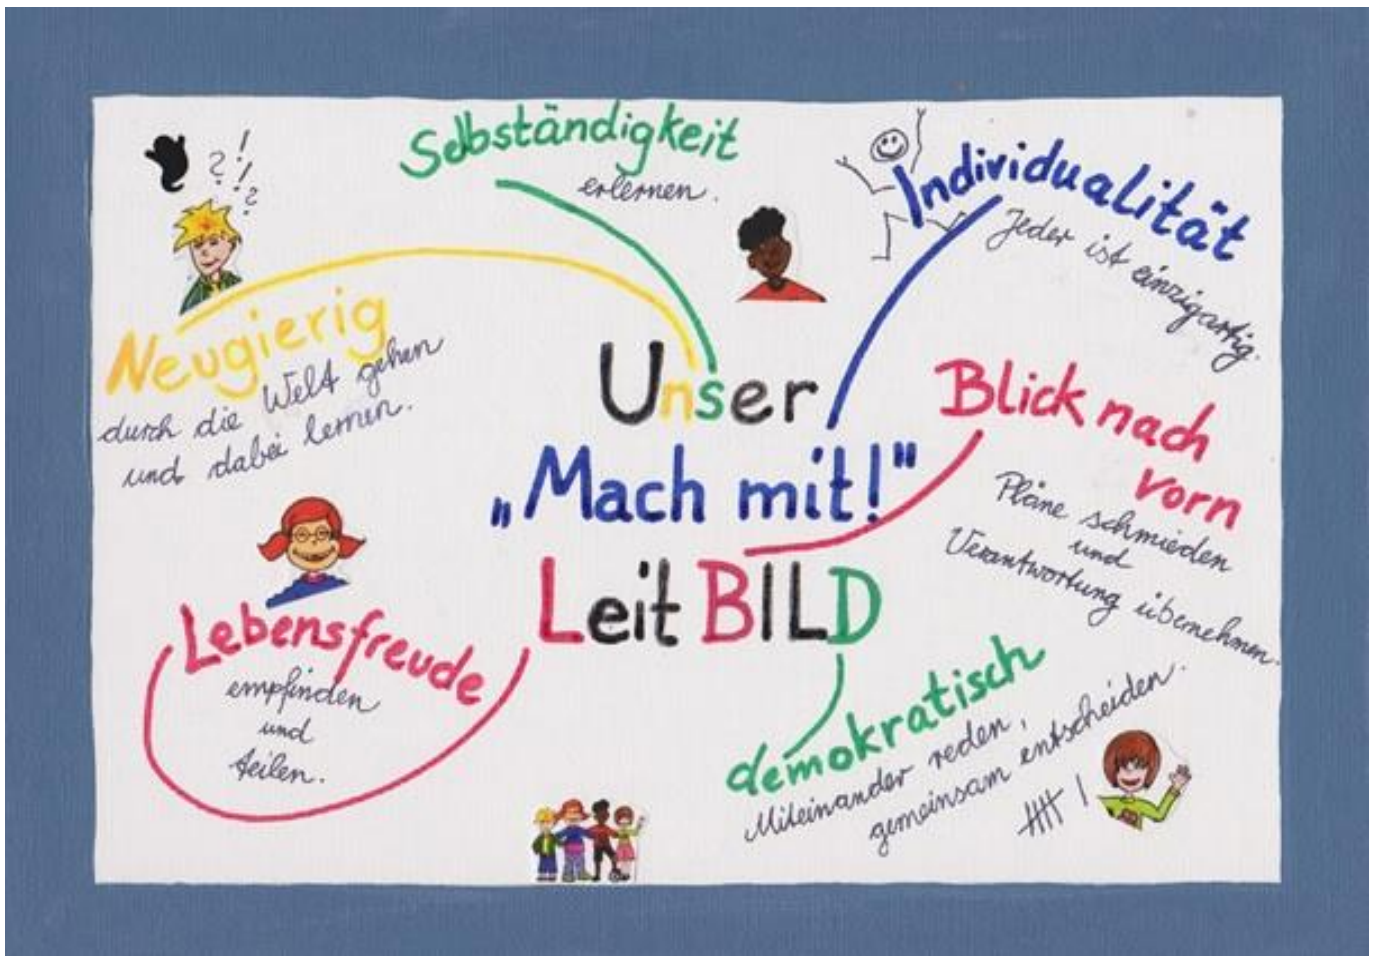 Selbständigkeit
erlernen.
Individualität
Jeder ist einzigartig.
? ! ! ?
Neugierig
durch die Welt gehen
und dabei lernen.
Unser
„Mach mit!"
LeitBILD
Blick nach
vorn
Pläne schmieden
und
Verantwortung übernehmen.
Lebensfreude
empfinden
und
teilen.
demokratisch
Miteinander reden,
gemeinsam entscheiden.